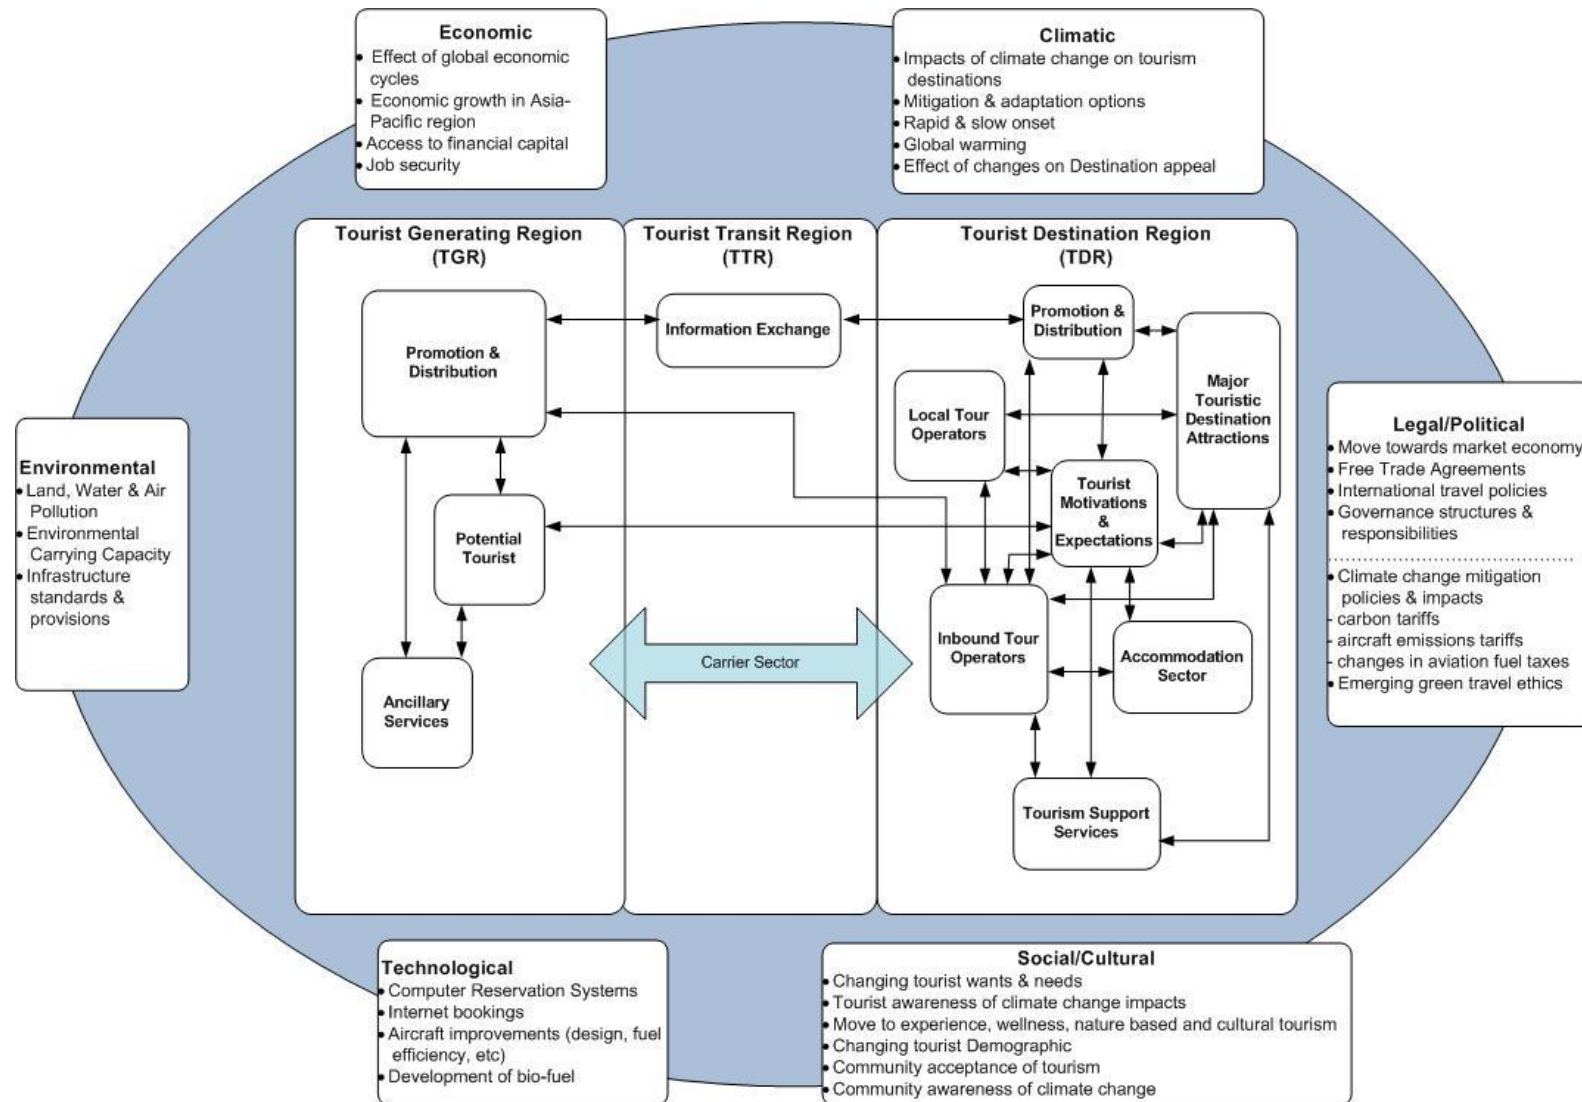 Economic
• Effect of global economic
cycles
• Economic growth in Asia-
Pacific region
• Access to financial capital
• Job security
Climatic
• Impacts of climate change on tourism
destinations
• Mitigation & adaptation options
• Rapid & slow onset
• Global warming
• Effect of changes on Destination appeal
Tourist Generating Region
(TGR)
Tourist Transit Region
(TTR)
Tourist Destination Region
(TDR)
Promotion &
Distribution
Information Exchange
Promotion &
Distribution
Major
Touristic
Destination
Attractions
Local Tour
Operators
Tourist
Motivations
&
Expectations
Potential
Tourist
Inbound Tour
Operators
Accommodation
Sector
Carrier Sector
Ancillary
Services
Tourism Support
Services
Environmental
• Land, Water & Air
Pollution
• Environmental
Carrying Capacity
• Infrastructure
standards &
provisions
Legal/Political
• Move towards market economy
• Free Trade Agreements
• International travel policies
• Governance structures &
responsibilities
• Climate change mitigation
policies & impacts
- carbon tariffs
- aircraft emissions tariffs
- changes in aviation fuel taxes
• Emerging green travel ethics
Technological
• Computer Reservation Systems
• Internet bookings
• Aircraft improvements (design, fuel
efficiency, etc)
• Development of bio-fuel
Social/Cultural
• Changing tourist wants & needs
• Tourist awareness of climate change impacts
• Move to experience, wellness, nature based and cultural tourism
• Changing tourist Demographic
• Community acceptance of tourism
• Community awareness of climate change